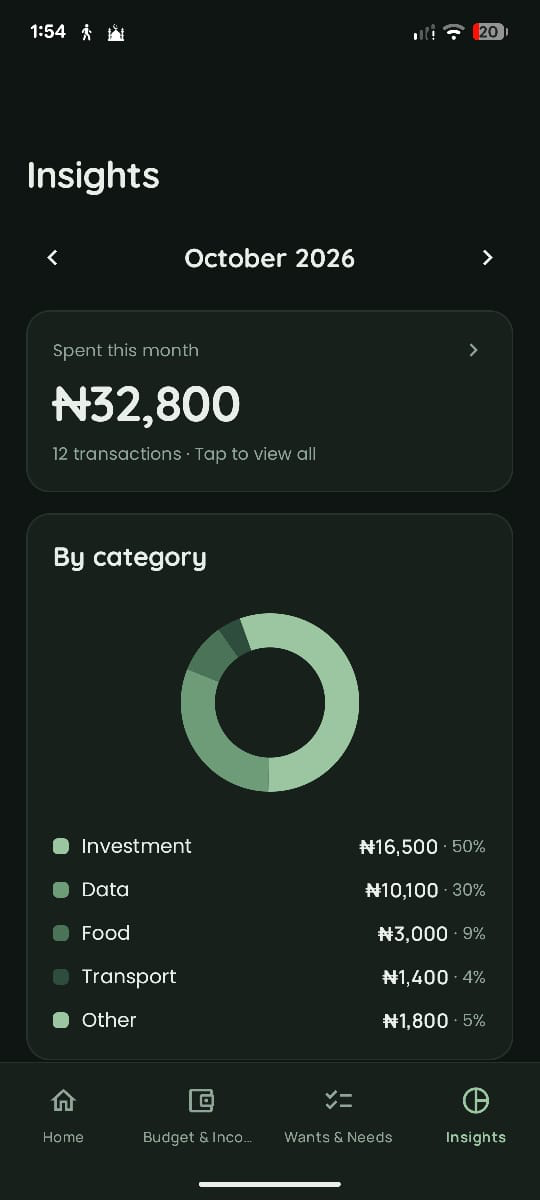 1:54
20
Insights
October 2026
Spent this month
₦32,800
12 transactions · Tap to view all
By category
Investment ₦16,500 · 50%
Data ₦10,100 · 30%
Food ₦3,000 · 9%
Transport ₦1,400 · 4%
Other ₦1,800 · 5%
Home Budget & Inco... Wants & Needs Insights